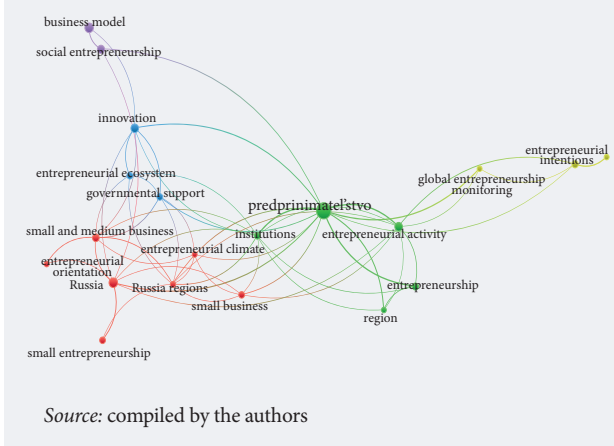 business model
social entrepreneurship
innovation
entrepreneurial
intentions
entrepreneurial ecosystem
global entrepreneurship
monitoring
governmental support
predprinimatel'stvo
small and medium business
institutions
entrepreneurial activity
entrepreneurial climate
entrepreneurial
orientation
Russia
Russia regions
entrepreneurship
small business
region
small entrepreneurship
Source: compiled by the authors